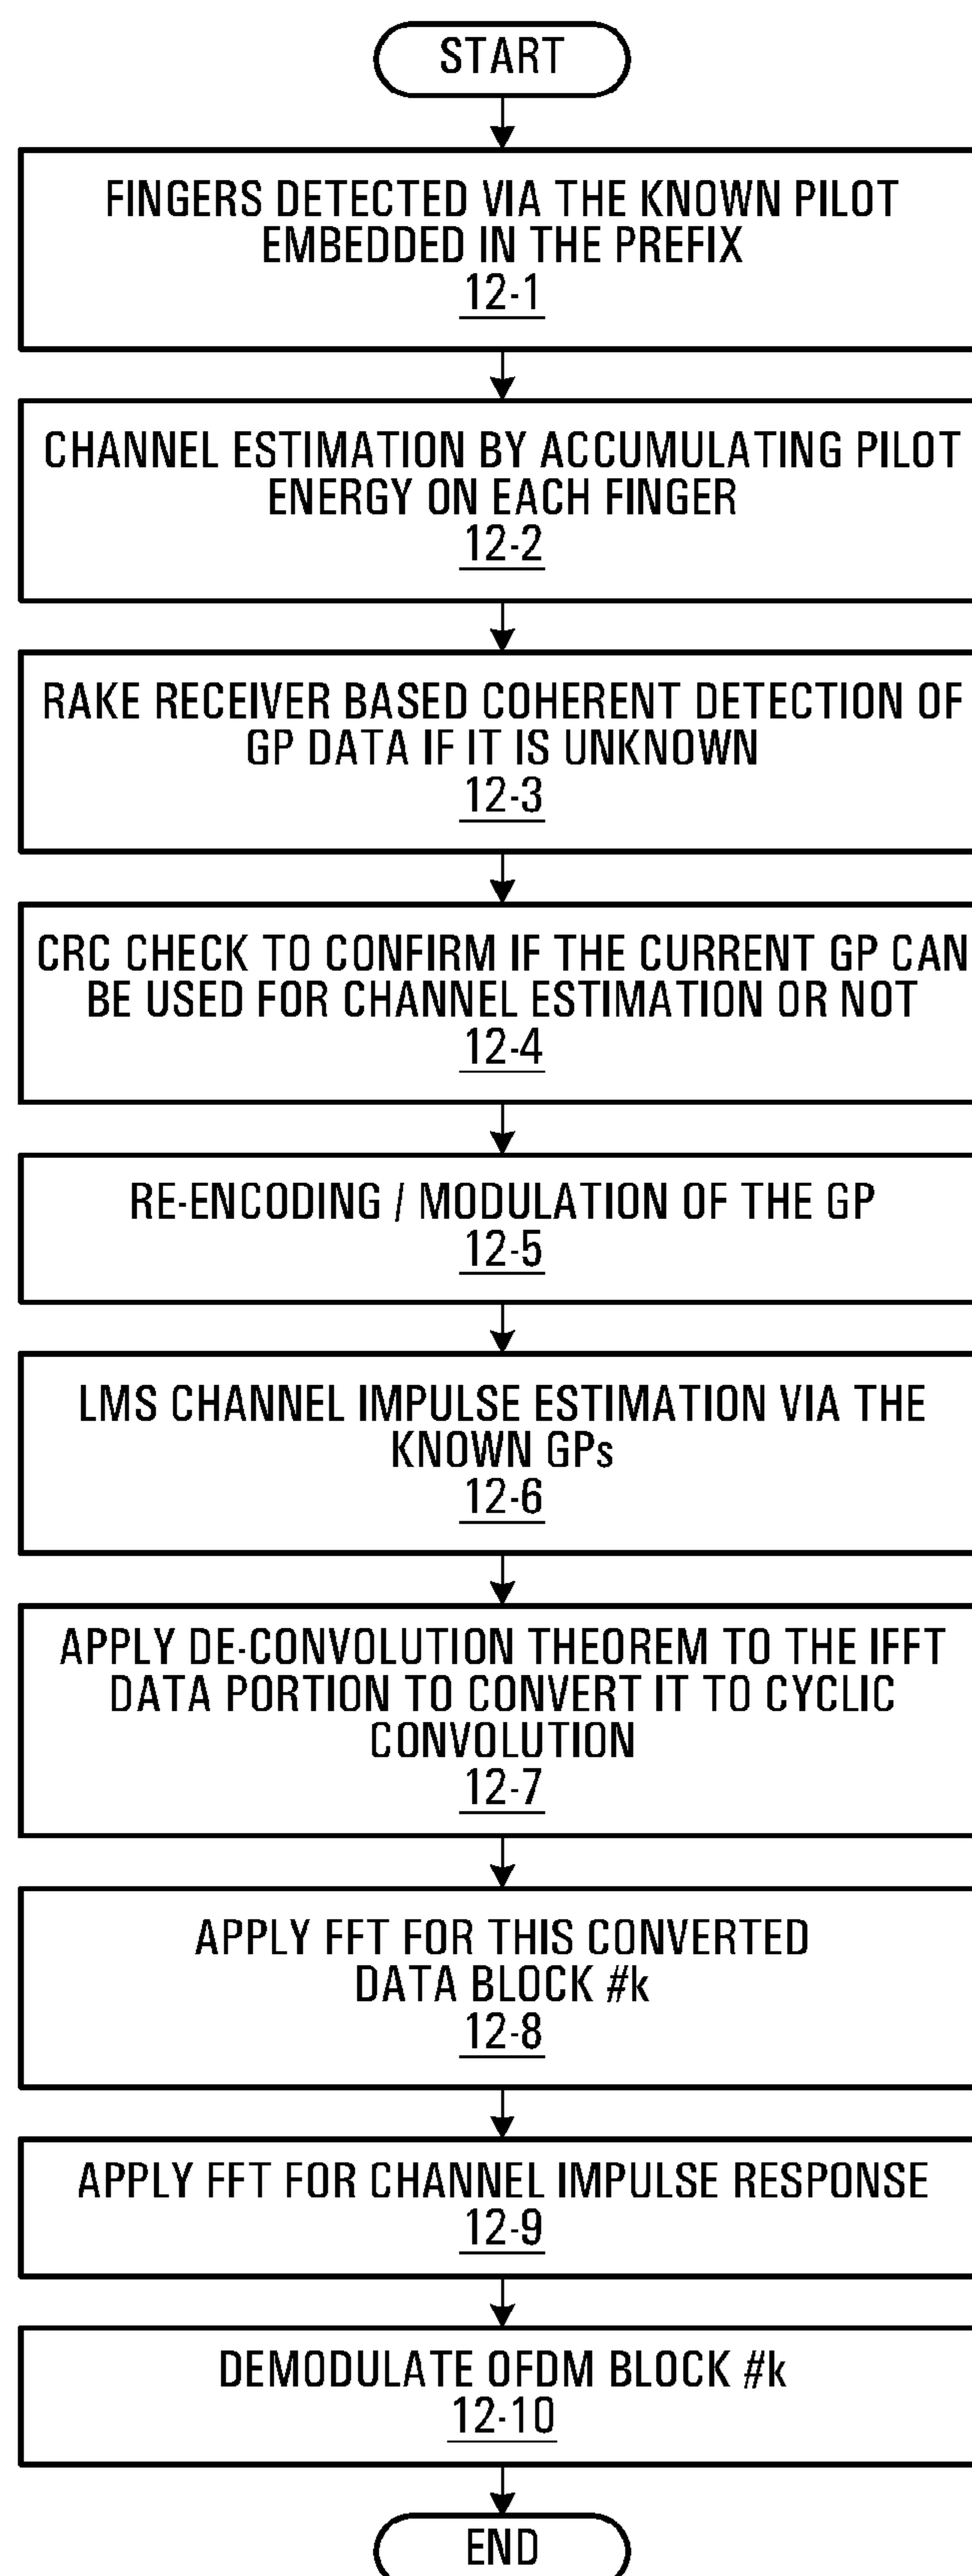 START
FINGERS DETECTED VIA THE KNOWN PILOT
EMBEDDED IN THE PREFIX
12-1
CHANNEL ESTIMATION BY ACCUMULATING PILOT
ENERGY ON EACH FINGER
12-2
RAKE RECEIVER BASED COHERENT DETECTION OF
GP DATA IF IT IS UNKNOWN
12-3
CRC CHECK TO CONFIRM IF THE CURRENT GP CAN
BE USED FOR CHANNEL ESTIMATION OR NOT
12-4
RE-ENCODING / MODULATION OF THE GP
12-5
LMS CHANNEL IMPULSE ESTIMATION VIA THE
KNOWN GPs
12-6
APPLY DE-CONVOLUTION THEOREM TO THE IFFT
DATA PORTION TO CONVERT IT TO CYCLIC
CONVOLUTION
12-7
APPLY FFT FOR THIS CONVERTED
DATA BLOCK #k
12-8
APPLY FFT FOR CHANNEL IMPULSE RESPONSE
12-9
DEMODULATE OFDM BLOCK #k
12-10
END